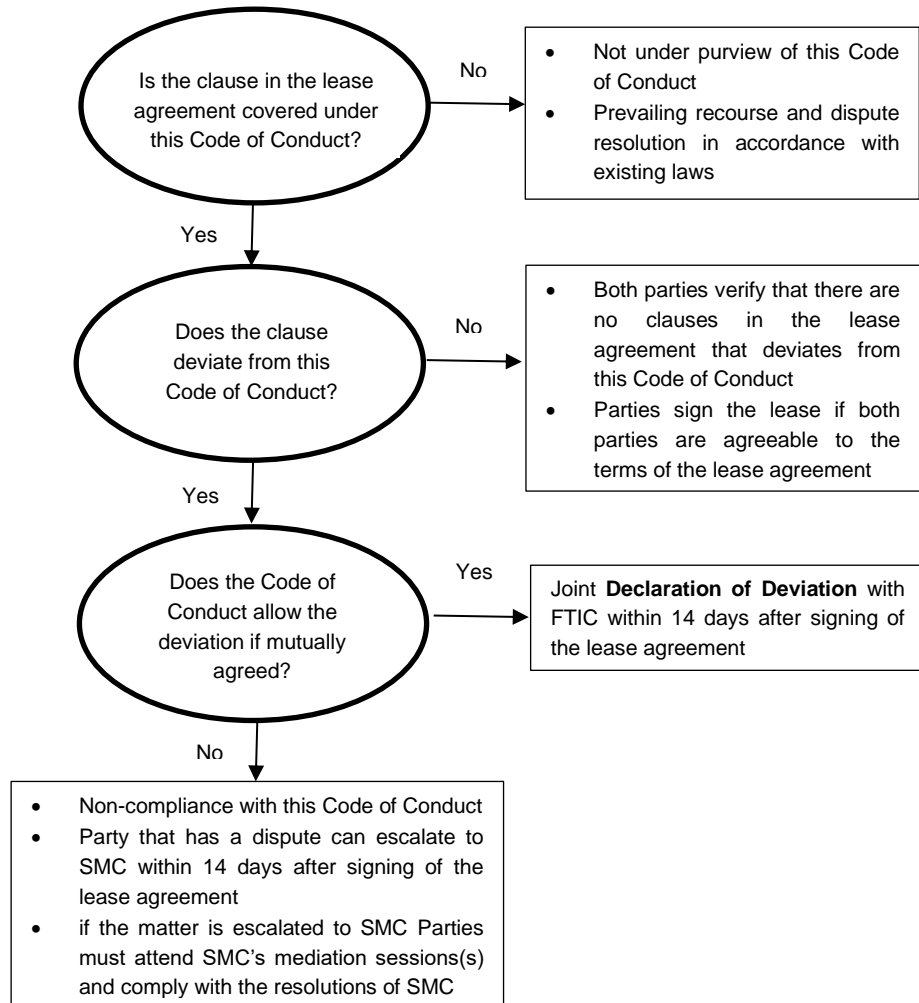 Is the clause in the lease
agreement covered under
this Code of Conduct?
No
• Not under purview of this Code
of Conduct
• Prevailing recourse and dispute
resolution in accordance with
existing laws
Yes
Does the clause
deviate from this
Code of Conduct?
No
• Both parties verify that there are
no clauses in the lease
agreement that deviates from
this Code of Conduct
• Parties sign the lease if both
parties are agreeable to the
terms of the lease agreement
Yes
Does the Code of
Conduct allow the
deviation if mutually
agreed?
Yes
Joint Declaration of Deviation with
FTIC within 14 days after signing of
the lease agreement
No
• Non-compliance with this Code of Conduct
• Party that has a dispute can escalate to
SMC within 14 days after signing of the
lease agreement
• if the matter is escalated to SMC Parties
must attend SMC’s mediation sessions(s)
and comply with the resolutions of SMC